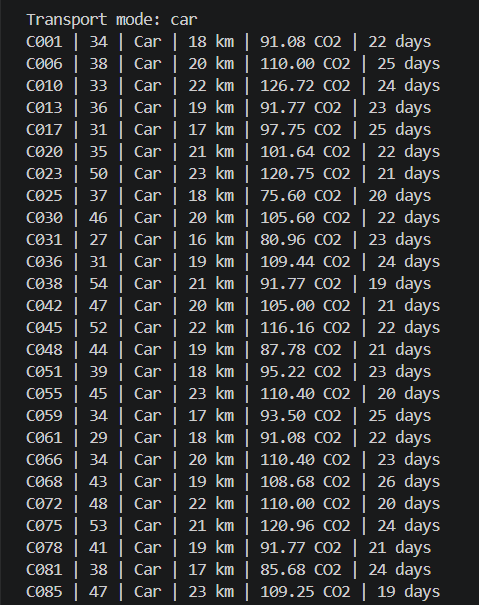 Transport mode: car
C001 | 34 | Car | 18 km | 91.08 CO2 | 22 days
C006 | 38 | Car | 20 km | 110.00 CO2 | 25 days
C010 | 33 | Car | 22 km | 126.72 CO2 | 24 days
C013 | 36 | Car | 19 km | 91.77 CO2 | 23 days
C017 | 31 | Car | 17 km | 97.75 CO2 | 25 days
C020 | 35 | Car | 21 km | 101.64 CO2 | 22 days
C023 | 50 | Car | 23 km | 120.75 CO2 | 21 days
C025 | 37 | Car | 18 km | 75.60 CO2 | 20 days
C030 | 46 | Car | 20 km | 105.60 CO2 | 22 days
C031 | 27 | Car | 16 km | 80.96 CO2 | 23 days
C036 | 31 | Car | 19 km | 109.44 CO2 | 24 days
C038 | 54 | Car | 21 km | 91.77 CO2 | 19 days
C042 | 47 | Car | 20 km | 105.00 CO2 | 21 days
C045 | 52 | Car | 22 km | 116.16 CO2 | 22 days
C048 | 44 | Car | 19 km | 87.78 CO2 | 21 days
C051 | 39 | Car | 18 km | 95.22 CO2 | 23 days
C055 | 45 | Car | 23 km | 110.40 CO2 | 20 days
C059 | 34 | Car | 17 km | 93.50 CO2 | 25 days
C061 | 29 | Car | 18 km | 91.08 CO2 | 22 days
C066 | 34 | Car | 20 km | 110.40 CO2 | 23 days
C068 | 43 | Car | 19 km | 108.68 CO2 | 26 days
C072 | 48 | Car | 22 km | 110.00 CO2 | 20 days
C075 | 53 | Car | 21 km | 120.96 CO2 | 24 days
C078 | 41 | Car | 19 km | 91.77 CO2 | 21 days
C081 | 38 | Car | 17 km | 85.68 CO2 | 24 days
C085 | 47 | Car | 23 km | 109.25 CO2 | 19 days